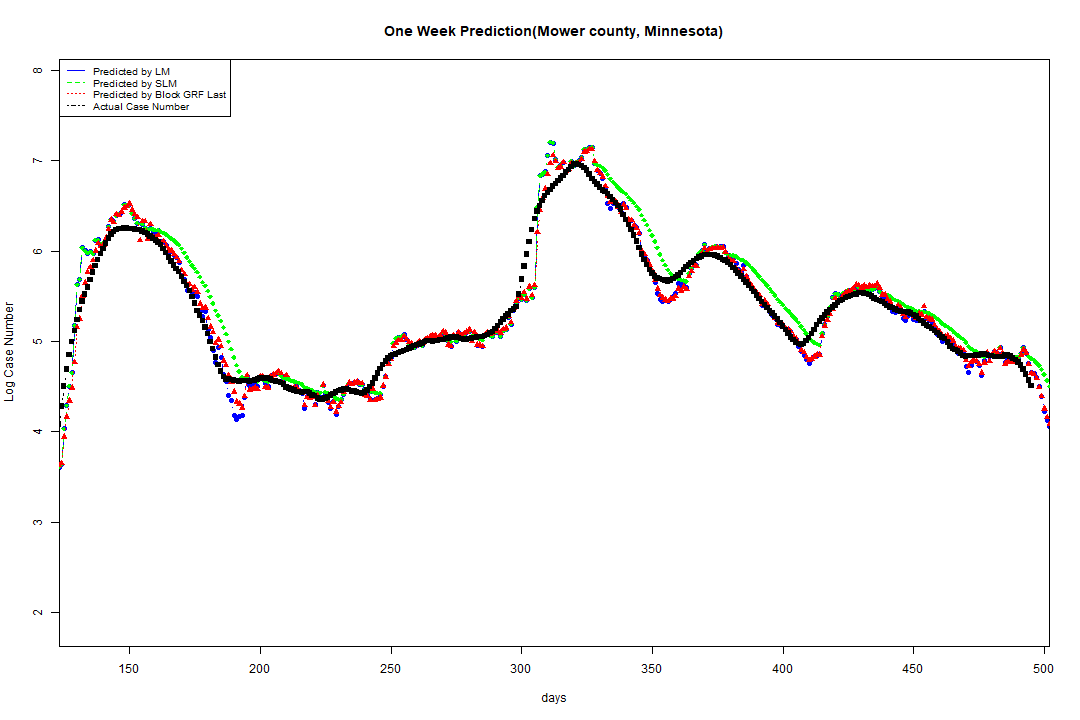 One Week Prediction(Mower county, Minnesota)
Predicted by LM
Predicted by SLM
Predicted by Block GRF Last
Actual Case Number
8
7
6
5
4
3
2
Log Case Number
150 200 250 300 350 400 450 500
days